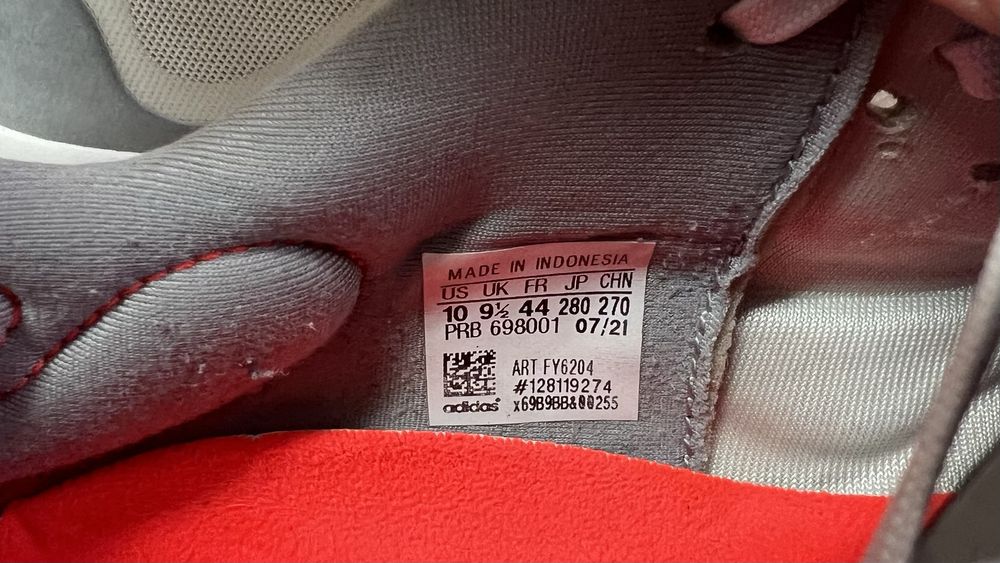 MADE IN INDONESIA
US UK FR JP CHN
10 9½ 44 280 270
PRB 698001 07/21
ART FY6204
#128119274
adidas® x69B9BB&00255